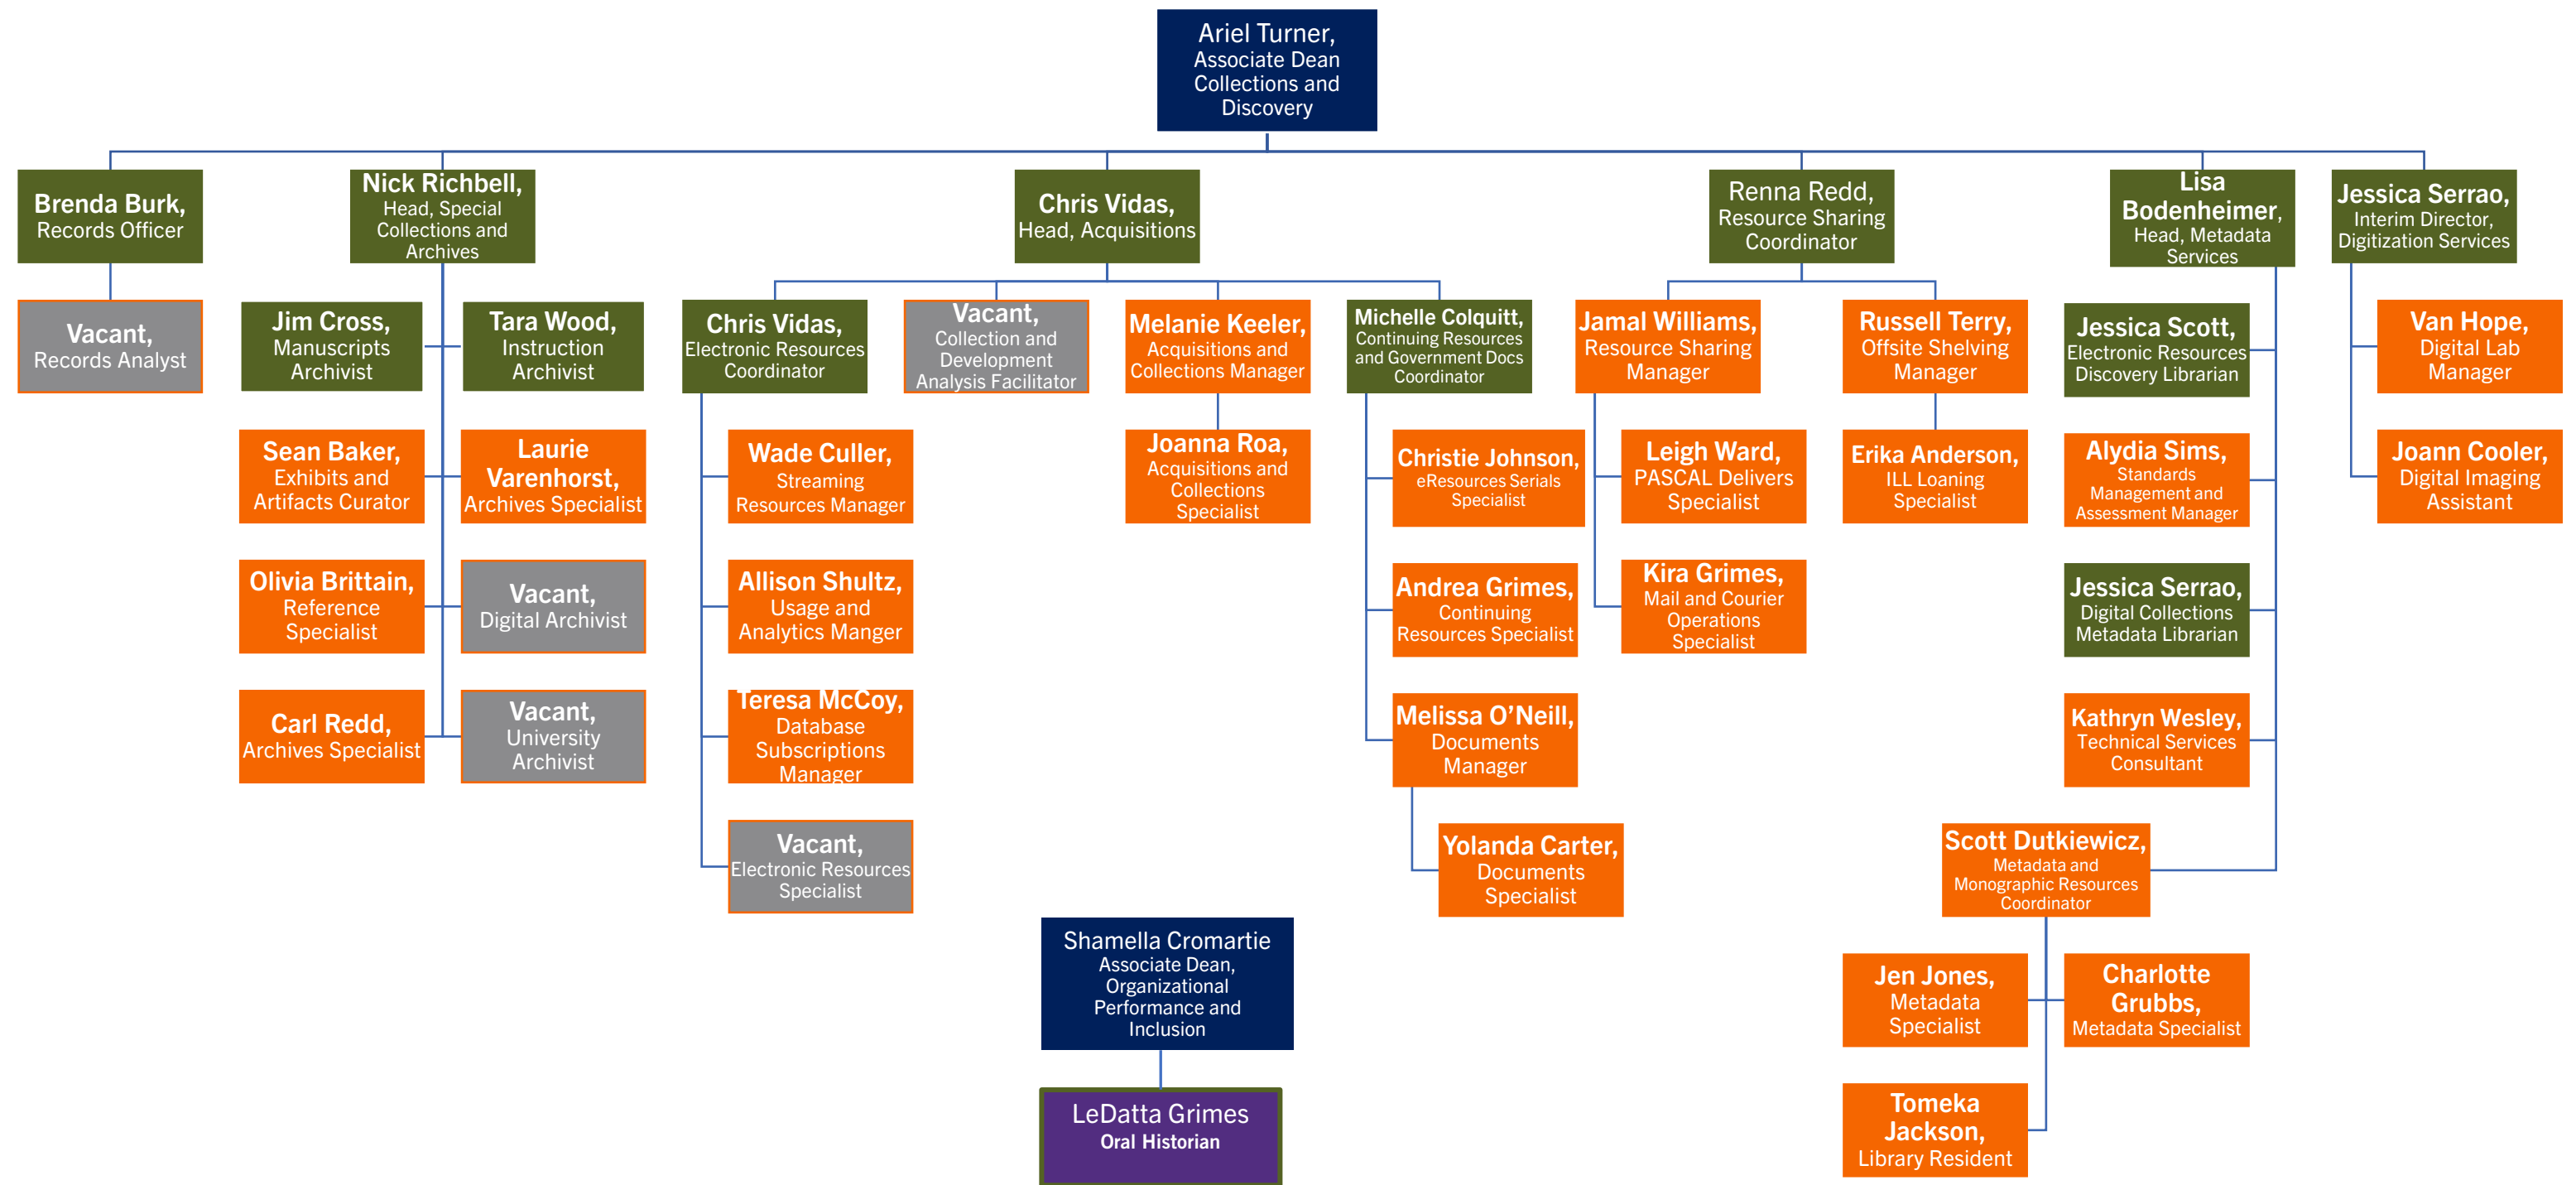 Ariel Turner,
Associate Dean
Collections and
Discovery
Brenda Burk,
Records Officer
Nick Richbell,
Head, Special
Collections and
Archives
Chris Vidas,
Head, Acquisitions
Renna Redd,
Resource Sharing
Coordinator
Lisa
Bodenheimer,
Head, Metadata
Services
Jessica Serrao,
Interim Director,
Digitization Services
Vacant,
Records Analyst
Jim Cross,
Manuscripts
Archivist
Tara Wood,
Instruction
Archivist
Chris Vidas,
Electronic Resources
Coordinator
Vacant,
Collection and
Development
Analysis Facilitator
Melanie Keeler,
Acquisitions and
Collections Manager
Michelle Colquitt,
Continuing Resources
and Government Docs
Coordinator
Jamal Williams,
Resource Sharing
Manager
Russell Terry,
Offsite Shelving
Manager
Jessica Scott,
Electronic Resources
Discovery Librarian
Van Hope,
Digital Lab
Manager
Sean Baker,
Exhibits and
Artifacts Curator
Laurie
Varenhorst,
Archives Specialist
Wade Culler,
Streaming
Resources Manager
Joanna Roa,
Acquisitions and
Collections
Specialist
Christie Johnson,
eResources Serials
Specialist
Leigh Ward,
PASCAL Delivers
Specialist
Erika Anderson,
ILL Loaning
Specialist
Alydia Sims,
Standards
Management and
Assessment Manager
Joann Cooler,
Digital Imaging
Assistant
Olivia Brittain,
Reference
Specialist
Vacant,
Digital Archivist
Allison Shultz,
Usage and
Analytics Manger
Andrea Grimes,
Continuing
Resources Specialist
Kira Grimes,
Mail and Courier
Operations
Specialist
Jessica Serrao,
Digital Collections
Metadata Librarian
Carl Redd,
Archives Specialist
Vacant,
University
Archivist
Teresa McCoy,
Database
Subscriptions
Manager
Melissa O’Neill,
Documents
Manager
Kathryn Wesley,
Technical Services
Consultant
Vacant,
Electronic Resources
Specialist
Yolanda Carter,
Documents
Specialist
Scott Dutkiewicz,
Metadata and
Monographic Resources
Coordinator
Shamella Cromartie
Associate Dean,
Organizational
Performance and
Inclusion
Jen Jones,
Metadata
Specialist
Charlotte
Grubbs,
Metadata Specialist
LeDatta Grimes
Oral Historian
Tomeka
Jackson,
Library Resident